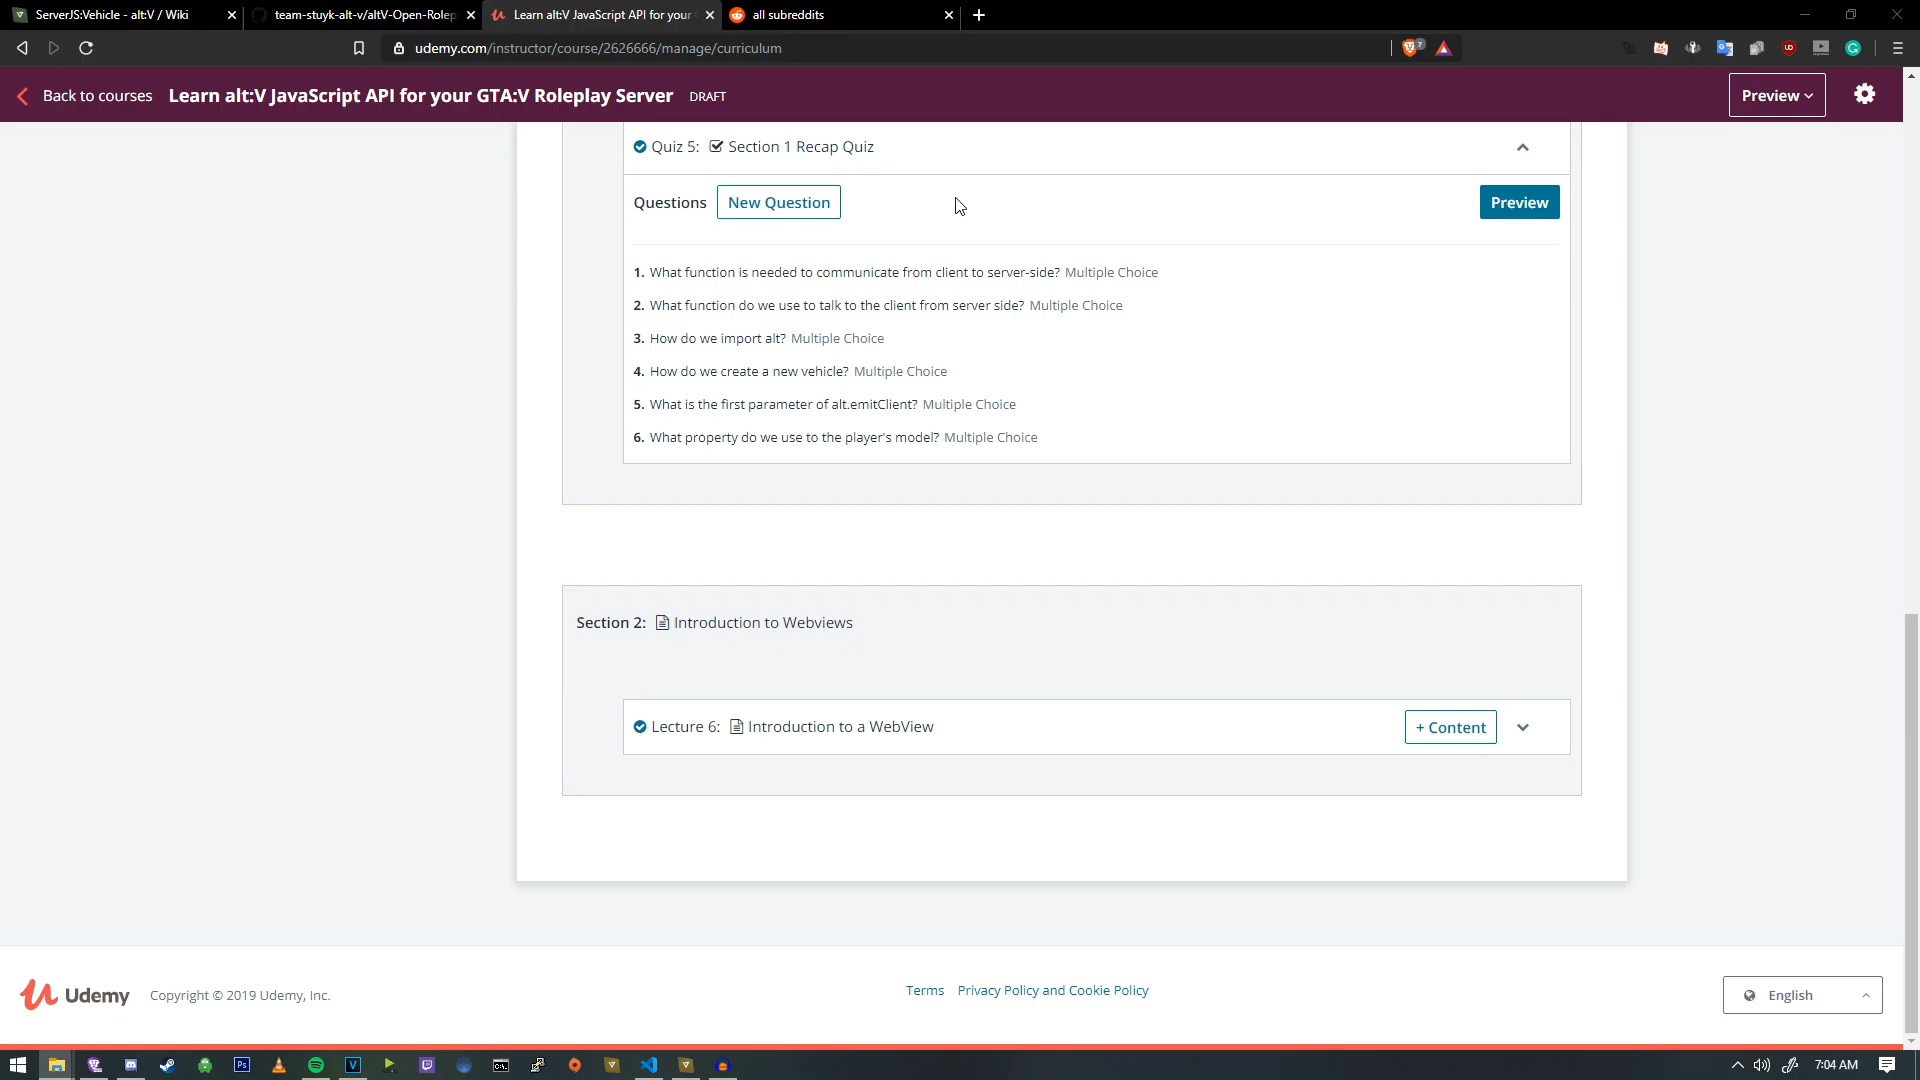 ServerJS:Vehicle - alt:V / Wiki
team-stuyk-alt-v/altV-Open-Rolep
Learn alt:V JavaScript API for your
all subreddits
udemy.com/instructor/course/2626666/manage/curriculum
7
Back to courses
Learn alt:V JavaScript API for your GTA:V Roleplay Server
DRAFT
Preview
Quiz 5: Section 1 Recap Quiz
Questions
New Question
Preview
1. What function is needed to communicate from client to server-side? Multiple Choice
2. What function do we use to talk to the client from server side? Multiple Choice
3. How do we import alt? Multiple Choice
4. How do we create a new vehicle? Multiple Choice
5. What is the first parameter of alt.emitClient? Multiple Choice
6. What property do we use to the player's model? Multiple Choice
Section 2: Introduction to Webviews
Lecture 6: Introduction to a WebView
+ Content
Udemy
Copyright © 2019 Udemy, Inc.
Terms
Privacy Policy and Cookie Policy
English
Ps
7:04 AM